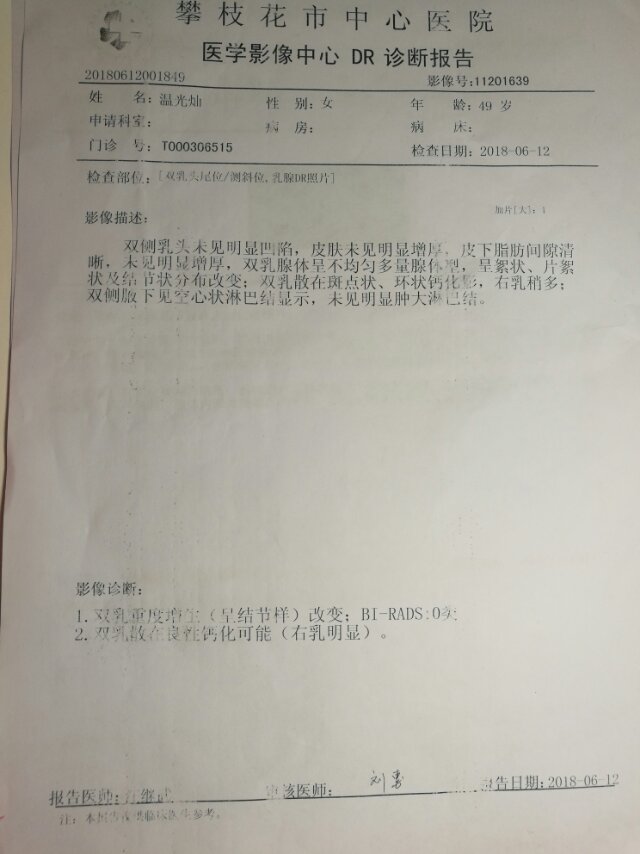 攀枝花市中心医院
医学影像中心 DR 诊断报告
20180612001849 影像号:11201639
姓 名: 温光灿 性 别: 女 年 龄: 49 岁
申请科室: 病 房: 病 床:
门诊 号: T000306515 检查日期: 2018-06-12
检查部位: [双乳头尾位/侧斜位,乳腺DR照片]
加片[大]: 4
影像描述:
双侧乳头未见明显凹陷，皮肤未见明显增厚、皮下脂肪间隙清
晰，未见明显增厚，双乳腺体呈不均匀多量腺体型，呈絮状、片絮
状及结节状分布改变；双乳散在斑点状、环状钙化影，右乳稍多；
双侧腋下见空心状淋巴结显示，未见明显肿大淋巴结。
影像诊断:
1.双乳重度增生（呈结节样）改变；BI-RADS:0类
2.双乳散在良性钙化可能（右乳明显）。
报告医师: 审核医师: 刘 报告日期:2018-06-12
注: 本报告仅供临床医生参考。